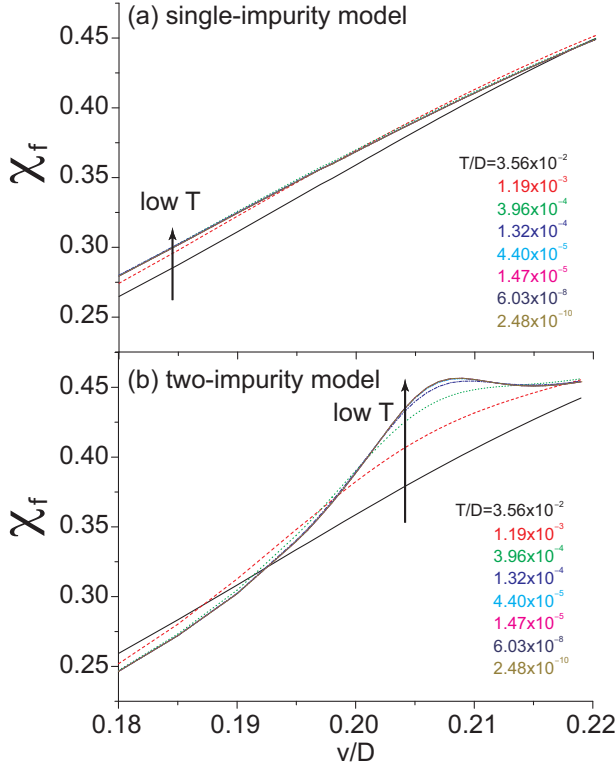 (a) single-impurity model
0.45
0.40
0.35
0.30
0.25
χf
low T
T/D=3.56x10⁻²
1.19x10⁻³
3.96x10⁻⁴
1.32x10⁻⁴
4.40x10⁻⁵
1.47x10⁻⁵
6.03x10⁻⁸
2.48x10⁻¹⁰
(b) two-impurity model
0.45
0.40
0.35
0.30
0.25
χf
low T
T/D=3.56x10⁻²
1.19x10⁻³
3.96x10⁻⁴
1.32x10⁻⁴
4.40x10⁻⁵
1.47x10⁻⁵
6.03x10⁻⁸
2.48x10⁻¹⁰
0.18 0.19 0.20 0.21 0.22
v/D